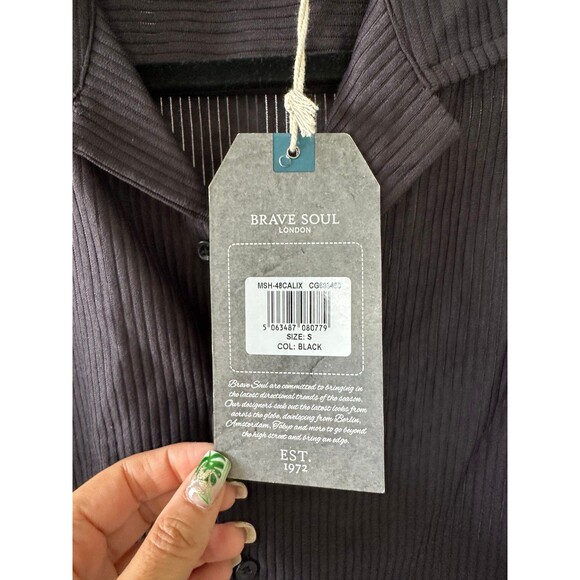 BRAVE SOUL
LONDON
MSH-48CALIX
5 063487 080779
SIZE: S
COL: BLACK
Brave Soul are committed to bringing in
the latest directional trends of the season.
Our designers seek out the latest looks from
across the globe, developing from Berlin,
Amsterdam, Tokyo and more to go beyond
the high street and bring an edge.
EST.
1972